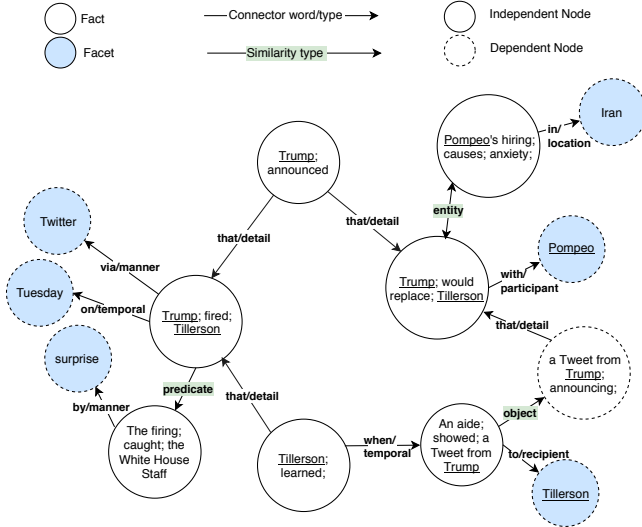 Fact
Connector word/type
Independent Node
Facet
Similarity type
Dependent Node
Iran
in/
location
Pompeo's hiring;
causes; anxiety;
Trump;
announced
entity
Twitter
that/detail
that/detail
Pompeo
via/manner
Tuesday
on/temporal
Trump; fired;
Tillerson
Trump; would
replace; Tillerson
with/
participant
that/detail
surprise
predicate
by/manner
that/detail
a Tweet from
Trump;
announcing;
object
The firing;
caught; the
White House
Staff
Tillerson;
learned;
when/
temporal
An aide;
showed; a
Tweet from
Trump
to/recipient
Tillerson